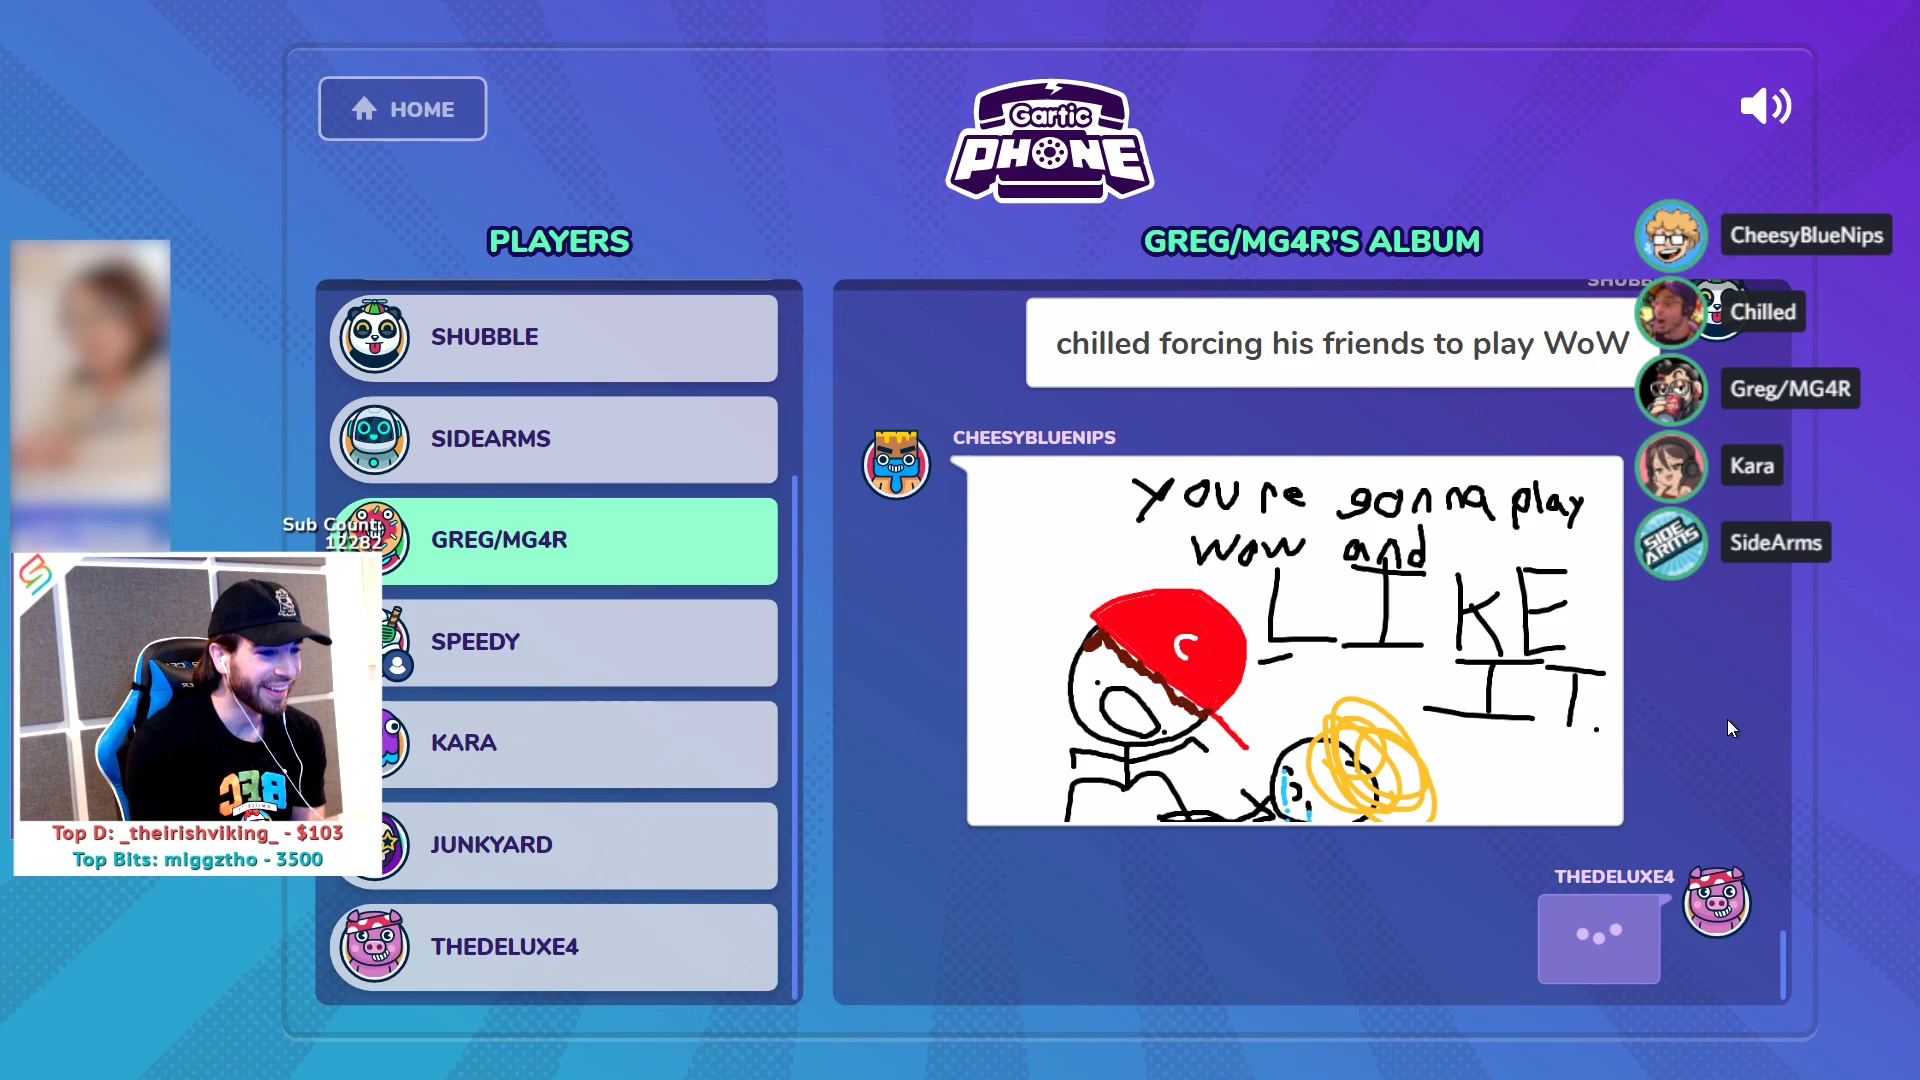 HOME
Gartic
PHONE
PLAYERS
SHUBBLE
SIDEARMS
GREG/MG4R
SPEEDY
KARA
JUNKYARD
THEDELUXE4
GREG/MG4R'S ALBUM
chilled forcing his friends to play WoW
CHEESYBLUENIPS
You're gonna play
WOW and
LIKE
IT.
THEDELUXE4
CheesyBlueNips
Chilled
Greg/MG4R
Kara
SideArms
SIDE
ARMS
Sub Count:
12282
Top D: _theirishviking_ - $103
Top Bits: miggztho - 3500